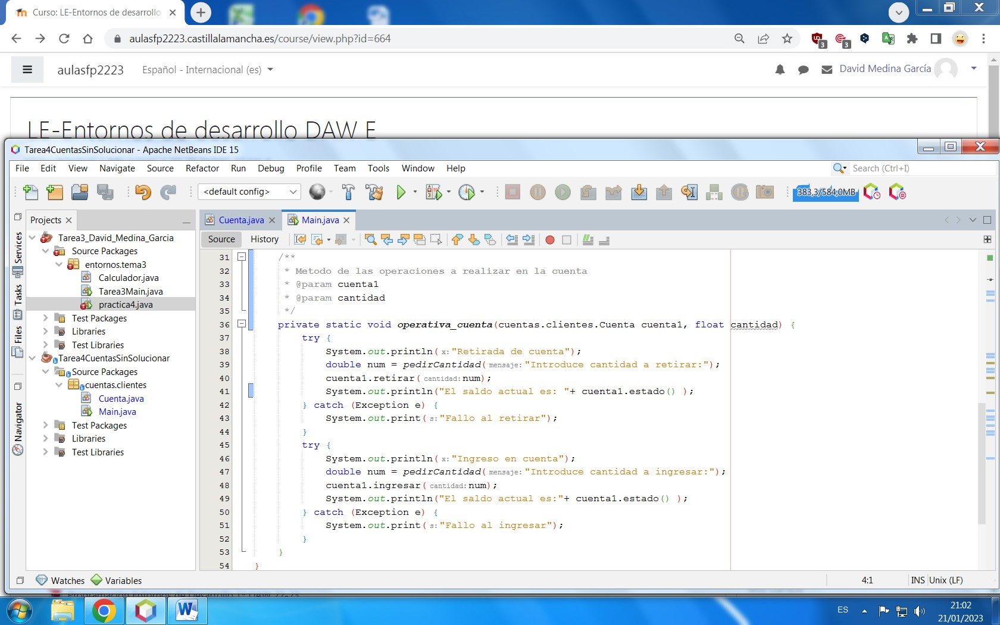 Curso: LE-Entornos de desarrollo
aulasfp2223.castillalamancha.es/course/view.php?id=664
3
3
aulasfp2223
Español - Internacional (es)
David Medina García
LE-Entornos de desarrollo DAW E
Tarea4CuentasSinSolucionar - Apache NetBeans IDE 15
File Edit View Navigate Source Refactor Run Debug Profile Team Tools Window Help
Search (Ctrl+I)
<default config>
383,3/584,0MB
Projects
Cuenta.java
Main.java
Source History
Services
Tasks
Files
Navigator
Tarea3_David_Medina_Garcia
Source Packages
entornos.tema3
Calculador.java
Tarea3Main.java
practica4.java
Test Packages
Libraries
Test Libraries
Tarea4CuentasSinSolucionar
Source Packages
cuentas.clientes
Cuenta.java
Main.java
Test Packages
Libraries
Test Libraries
31 /**
32 * Metodo de las operaciones a realizar en la cuenta
33 * @param cuenta1
34 * @param cantidad
35 */
36 private static void operativa_cuenta(cuentas.clientes.Cuenta cuenta1, float cantidad) {
37 try {
38 System.out.println( x: "Retirada de cuenta");
39 double num = pedirCantidad( mensaje: "Introduce cantidad a retirar:");
40 cuenta1.retirar( cantidad: num);
41 System.out.println("El saldo actual es: "+ cuenta1.estado() );
42 } catch (Exception e) {
43 System.out.print( s: "Fallo al retirar");
44 }
45 try {
46 System.out.println( x: "Ingreso en cuenta");
47 double num = pedirCantidad( mensaje: "Introduce cantidad a ingresar:");
48 cuenta1.ingresar( cantidad: num);
49 System.out.println("El saldo actual es:"+ cuenta1.estado() );
50 } catch (Exception e) {
51 System.out.print( s: "Fallo al ingresar");
52 }
53 }
54 }
Watches Variables
4:1 INS Unix (LF)
ES
21:02
21/01/2023